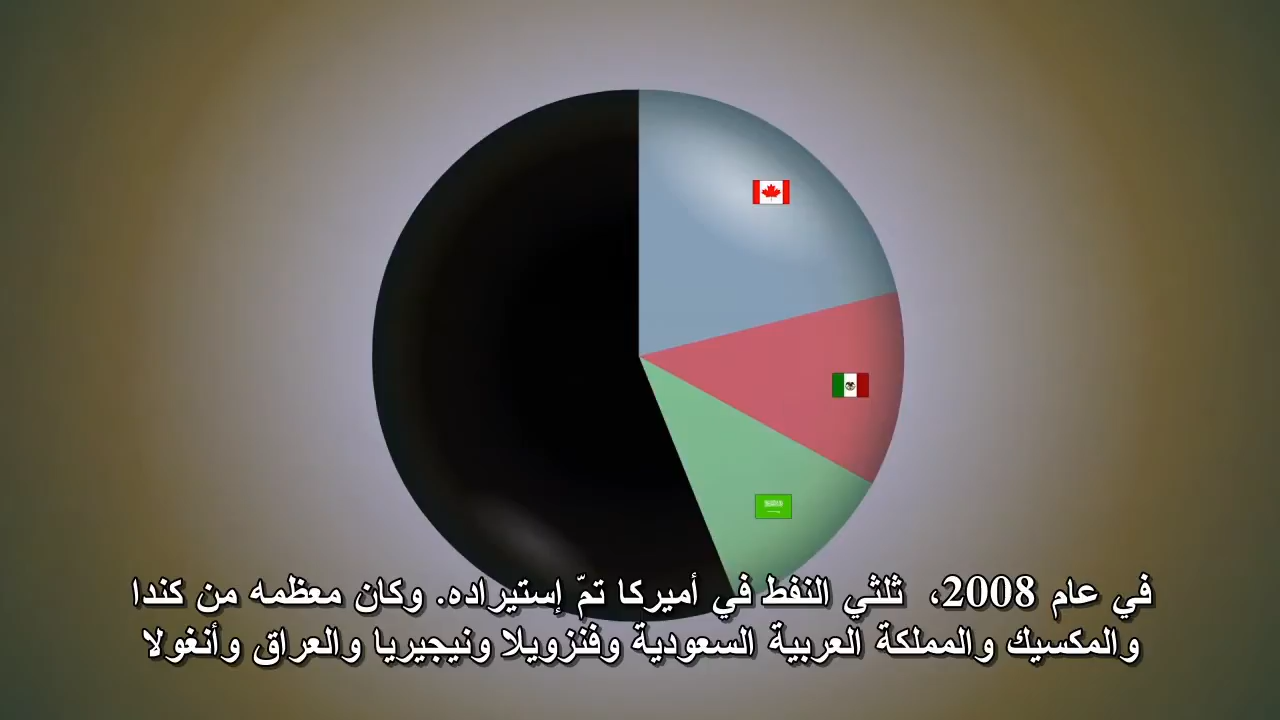 في عام 2008، ثلثي النفط في أميركا تمّ إستيراده. وكان معظمه من كندا
والمكسيك والمملكة العربية السعودية وفنزويلا ونيجيريا والعراق وأنغولا